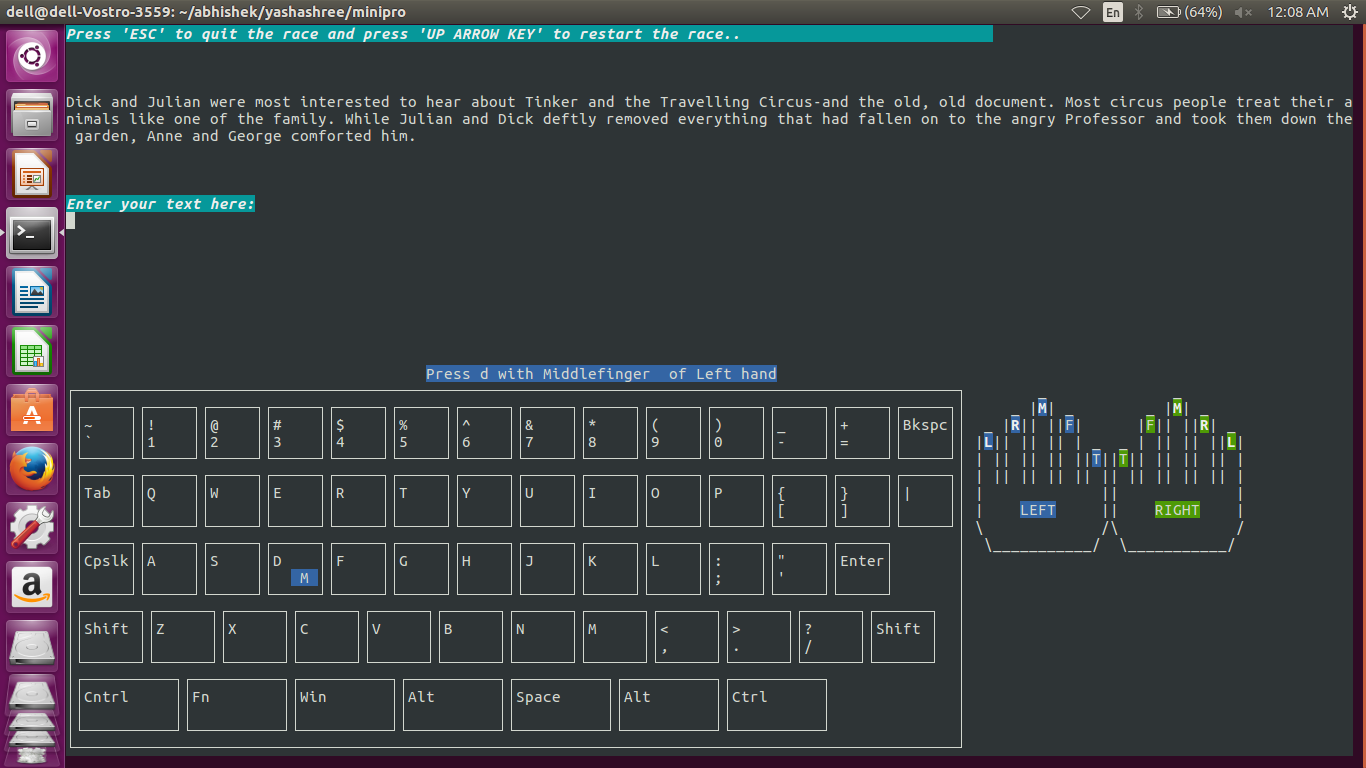 dell@dell-Vostro-3559: ~/abhishek/yashashree/minipro
En (64%) 12:08 AM
Press 'ESC' to quit the race and press 'UP ARROW KEY' to restart the race..
Dick and Julian were most interested to hear about Tinker and the Travelling Circus-and the old, old document. Most circus people treat their a
nimals like one of the family. While Julian and Dick deftly removed everything that had fallen on to the angry Professor and took them down the
garden, Anne and George comforted him.
Enter your text here:
Press d with Middlefinger  of Left hand
~ ! @ # $ % ^ & * ( ) _ + Bkspc
` 1 2 3 4 5 6 7 8 9 0 - =
Tab Q W E R T Y U I O P { } |
[ ]
Cpslk A S D F G H J K L : " Enter
M ; '
Shift Z X C V B N M < > ? Shift
, . /
Cntrl Fn Win Alt Space Alt Ctrl
M M
R F F R
L L
T T
LEFT RIGHT